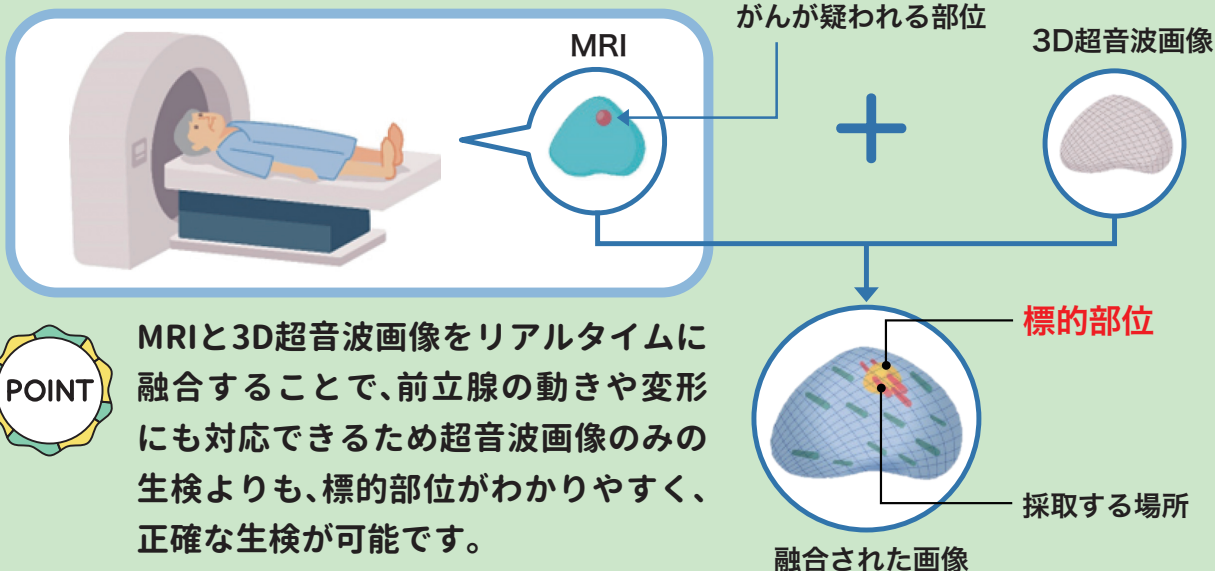 がんが疑われる部位
MRI
3D超音波画像
標的部位
POINT
MRIと3D超音波画像をリアルタイムに
融合することで、前立腺の動きや変形
にも対応できるため超音波画像のみの
生検よりも、標的部位がわかりやすく、
正確な生検が可能です。
採取する場所
融合された画像